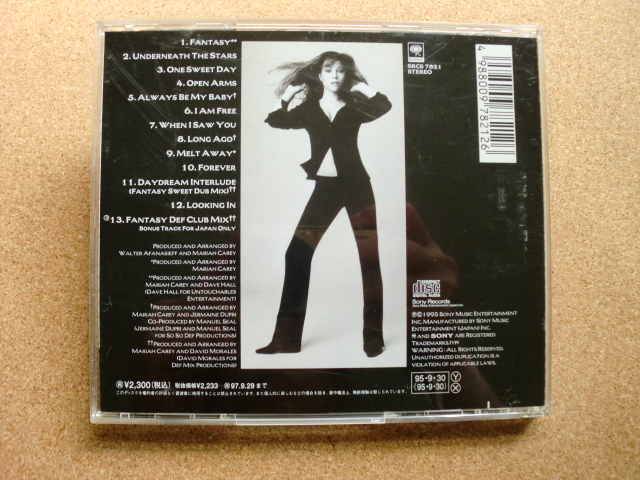 1. FANTASY**
2. UNDERNEATH THE STARS
3. ONE SWEET DAY
4. OPEN ARMS
5. ALWAYS BE MY BABY†
6. I AM FREE
7. WHEN I SAW YOU
8. LONG AGO†
9. MELT AWAY*
10. FOREVER
11. DAYDREAM INTERLUDE
(FANTASY SWEET DUB MIX)††
12. LOOKING IN
13. FANTASY DEF CLUB MIX††
BONUS TRACK FOR JAPAN ONLY
PRODUCED AND ARRANGED BY
WALTER AFANASIEFF AND MARIAH CAREY
*PRODUCED AND ARRANGED BY
MARIAH CAREY
**PRODUCED AND ARRANGED BY
MARIAH CAREY AND DAVE HALL
(DAVE HALL FOR UNTOUCHABLES
ENTERTAINMENT)
†PRODUCED AND ARRANGED BY
MARIAH CAREY AND JERMAINE DUPRI
CO-PRODUCED BY MANUEL SEAL
(JERMAINE DUPRI AND MANUEL SEAL
FOR SO SO DEF PRODUCTIONS)
††PRODUCED AND ARRANGED BY
MARIAH CAREY AND DAVID MORALES
(DAVID MORALES FOR
DEF MIX PRODUCTIONS)
SRCS 7821
STEREO
4 988009 782126
COMPACT
disc
DIGITAL AUDIO
Sony Records
Ⓟ© 1995 SONY MUSIC ENTERTAINMENT
INC. MANUFACTURED BY SONY MUSIC
ENTERTAINMENT (JAPAN) INC.
AND SONY ARE REGISTERED
TRADEMARKS.(YP)
WARNING: ALL RIGHTS RESERVED.
UNAUTHORIZED DUPLICATION IS A
VIOLATION OF APPLICABLE LAWS.
¥2,300(税込) 税抜価格¥2,233 97.9.29まで
95・9・30 Y
(95・9・30) X